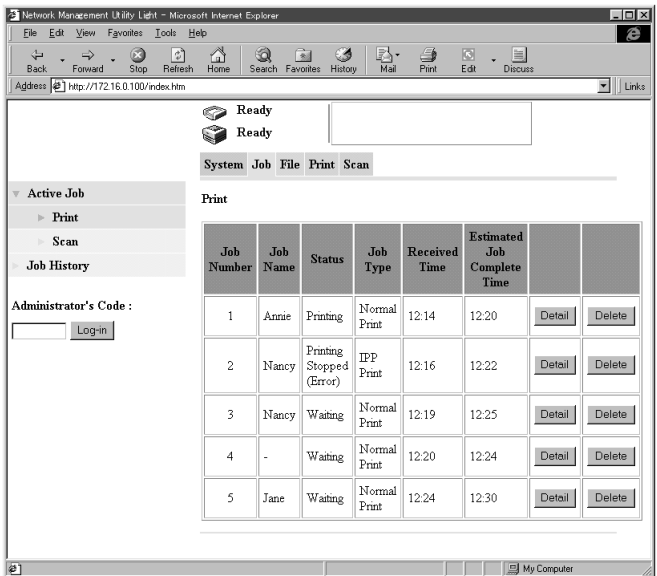 Network Management Utility Light - Microsoft Internet Explorer
File Edit View Favorites Tools Help
Back Forward Stop Refresh Home Search Favorites History Mail Print Edit Discuss
Address http://172.16.0.100/index.htm Links
Ready
Ready
System Job File Print Scan
Active Job
Print
Scan
Job History
Administrator's Code :
Log-in
Print
Job Number Job Name Status Job Type Received Time Estimated Job Complete Time
1 Annie Printing Normal Print 12:14 12:20 Detail Delete
2 Nancy Printing Stopped (Error) IPP Print 12:16 12:22 Detail Delete
3 Nancy Waiting Normal Print 12:19 12:25 Detail Delete
4 - Waiting Normal Print 12:20 12:24 Detail Delete
5 Jane Waiting Normal Print 12:24 12:30 Detail Delete
My Computer